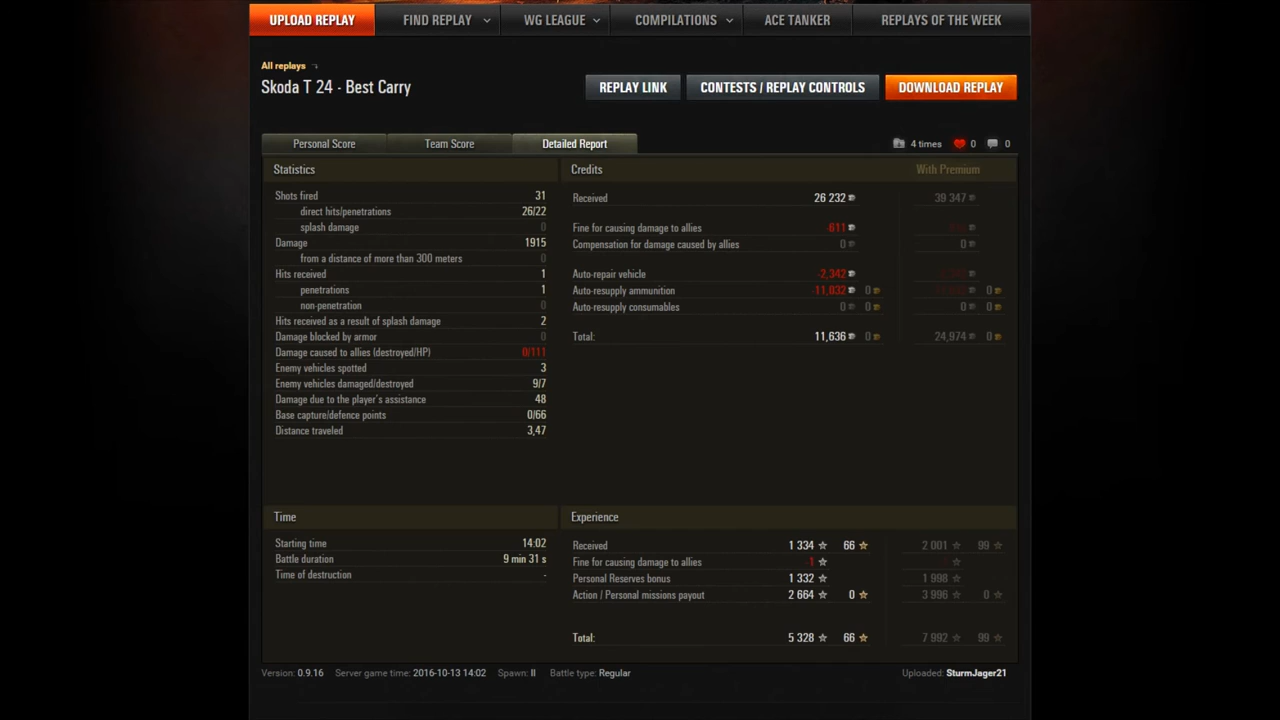 UPLOAD REPLAY FIND REPLAY WG LEAGUE COMPILATIONS ACE TANKER REPLAYS OF THE WEEK
All replays
Skoda T 24 - Best Carry REPLAY LINK CONTESTS / REPLAY CONTROLS DOWNLOAD REPLAY
Personal Score Team Score Detailed Report 4 times 0 0
Statistics
Shots fired 31
direct hits/penetrations 26/22
splash damage 0
Damage 1915
from a distance of more than 300 meters 0
Hits received 1
penetrations 1
non-penetration 0
Hits received as a result of splash damage 2
Damage blocked by armor 0
Damage caused to allies (destroyed/HP) 0/111
Enemy vehicles spotted 3
Enemy vehicles damaged/destroyed 9/7
Damage due to the player's assistance 48
Base capture/defence points 0/66
Distance traveled 3,47
Credits With Premium
Received 26 232 39 347
Fine for causing damage to allies -611
Compensation for damage caused by allies 0 0
Auto-repair vehicle -2,342
Auto-resupply ammunition -11,032 0 0
Auto-resupply consumables 0 0 0 0
Total: 11,636 0 24,974 0
Time
Starting time 14:02
Battle duration 9 min 31 s
Time of destruction -
Experience
Received 1 334 66 2 001 99
Fine for causing damage to allies -1
Personal Reserves bonus 1 332 1 998
Action / Personal missions payout 2 664 0 3 996 0
Total: 5 328 66 7 992 99
Version: 0.9.16 Server game time: 2016-10-13 14:02 Spawn: II Battle type: Regular Uploaded: SturmJager21